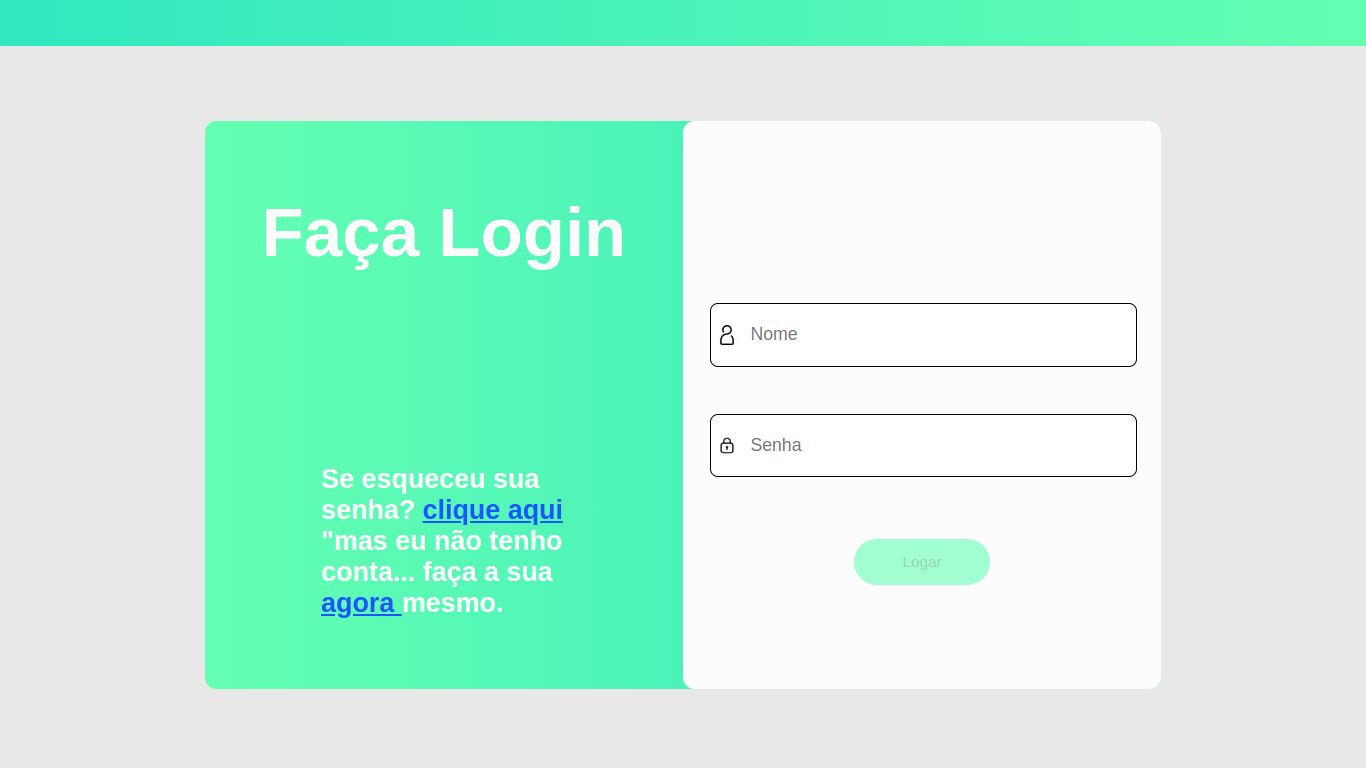 Faça Login
Se esqueceu sua
senha? clique aqui
"mas eu não tenho
conta... faça a sua
agora mesmo.
Nome
Senha
Logar